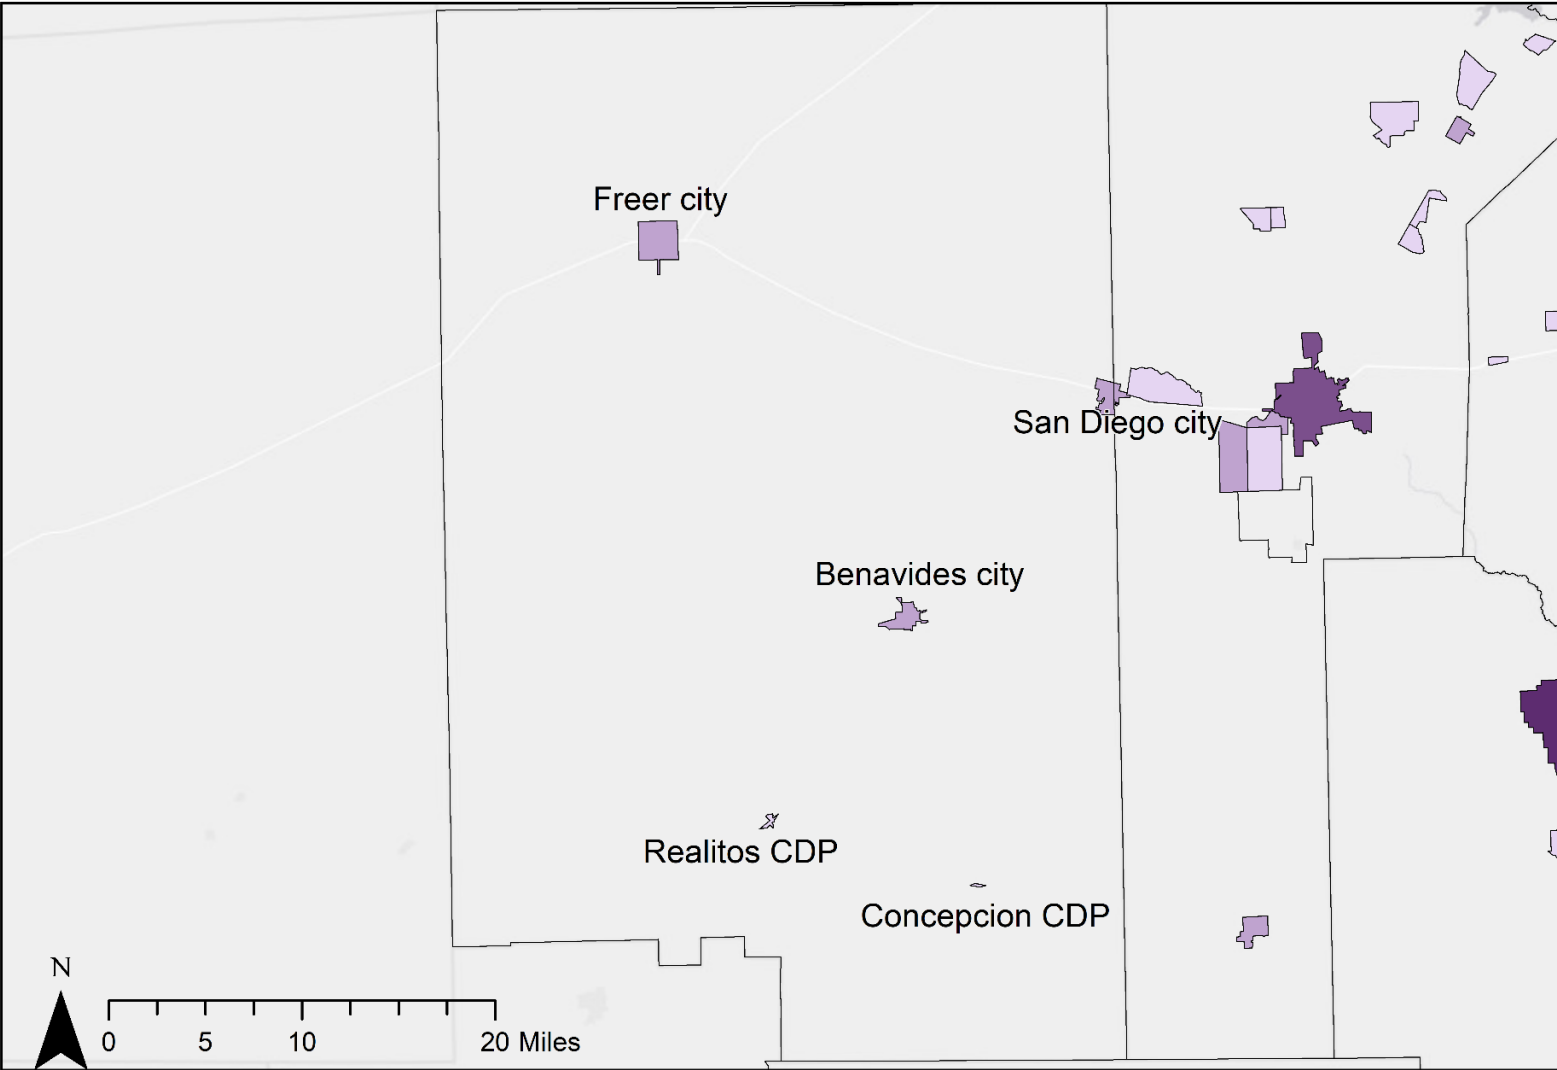 Freer city
San Diego city
Benavides city
Realitos CDP
Concepcion CDP
N
0 5 10 20 Miles